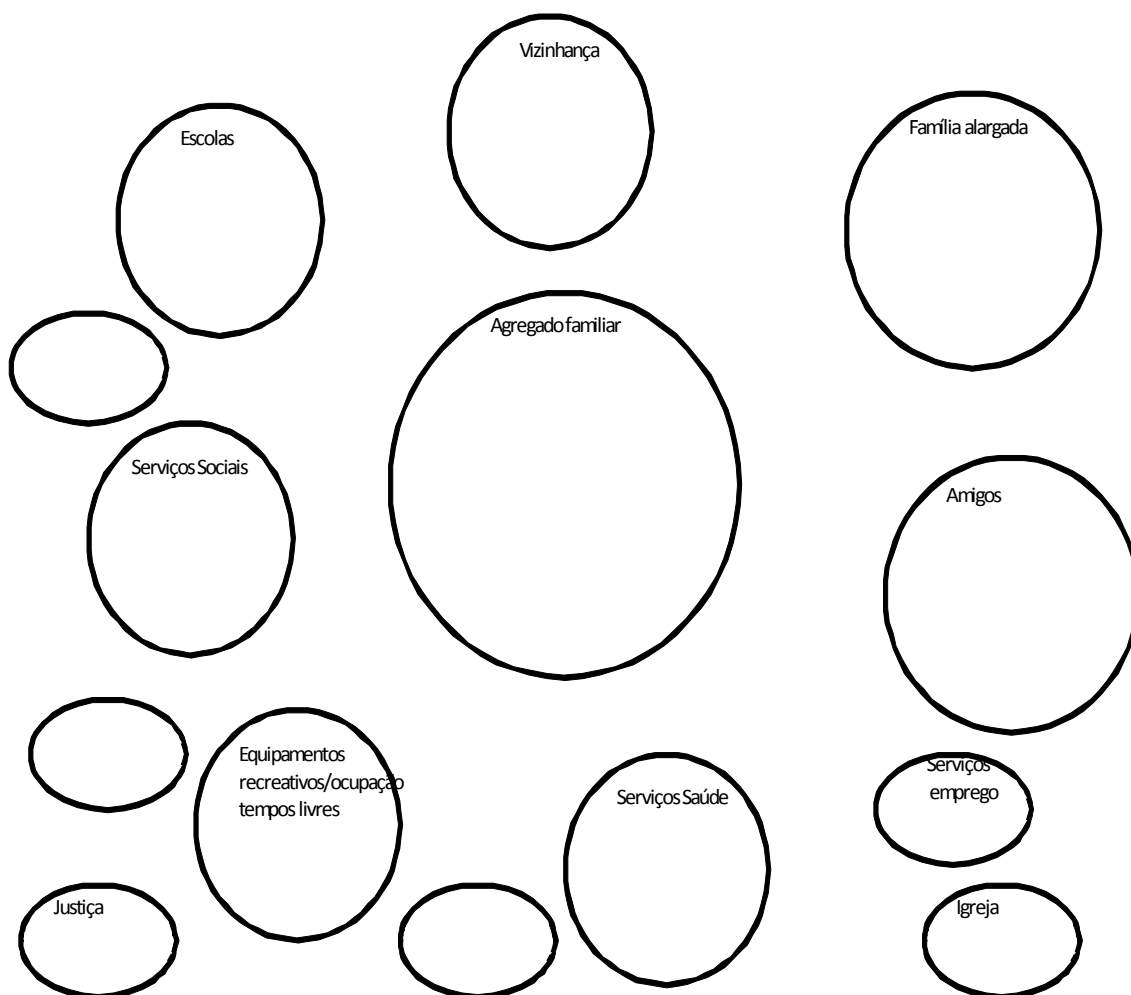 Vizinhança
Escolas
Família alargada
Agregado familiar
Serviços Sociais
Amigos
Equipamentos
recreativos/ocupação
tempos livres
Serviços Saúde
Serviços
emprego
Justiça
Igreja